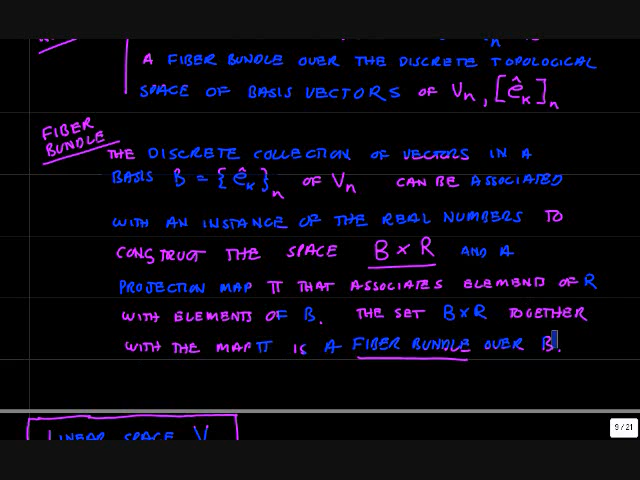 A FIBER BUNDLE OVER THE DISCRETE TOPOLOGICAL
SPACE OF BASIS VECTORS OF Vn, [êK]n
FIBER
BUNDLE
THE DISCRETE COLLECTION OF VECTORS IN A
BASIS B = {êK}n OF Vn CAN BE ASSOCIATED
WITH AN INSTANCE OF THE REAL NUMBERS TO
CONSTRUCT THE SPACE B × R AND A
PROJECTION MAP π THAT ASSOCIATES ELEMENTS OF R
WITH ELEMENTS OF B. THE SET B×R TOGETHER
WITH THE MAP π IS A FIBER BUNDLE OVER B.
9 / 21
LINEAR SPACE V